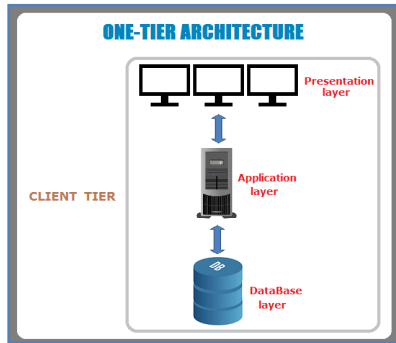 ONE-TIER ARCHITECTURE
Presentation
layer
Application
layer
CLIENT TIER
DB
DataBase
layer